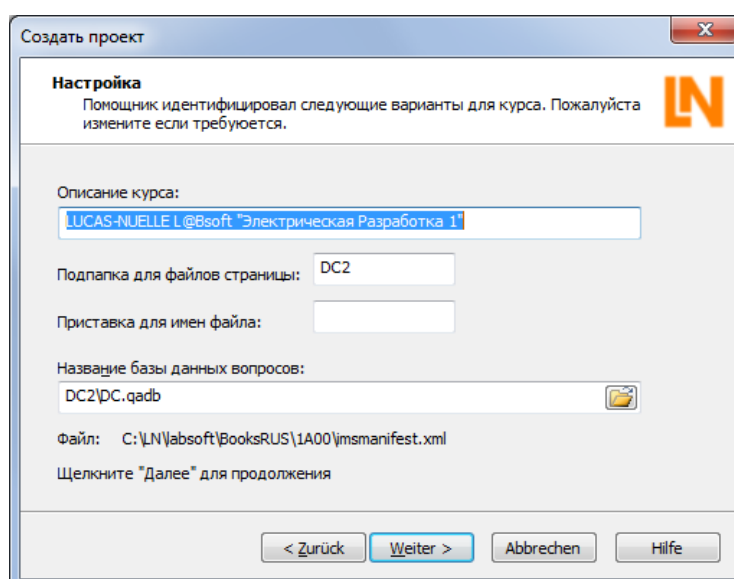 Создать проект
Настройка
Помощник идентифицировал следующие варианты для курса. Пожалуйста
измените если требуюется.
LN
Описание курса:
LUCAS-NUELLE L@Bsoft "Электрическая Разработка 1"
Подпапка для файлов страницы: DC2
Приставка для имен файла:
Название базы данных вопросов:
DC2\DC.qadb
Файл: C:\LN\labsoft\BooksRUS\1A00\imsmanifest.xml
Щелкните "Далее" для продолжения
< Zurück Weiter > Abbrechen Hilfe